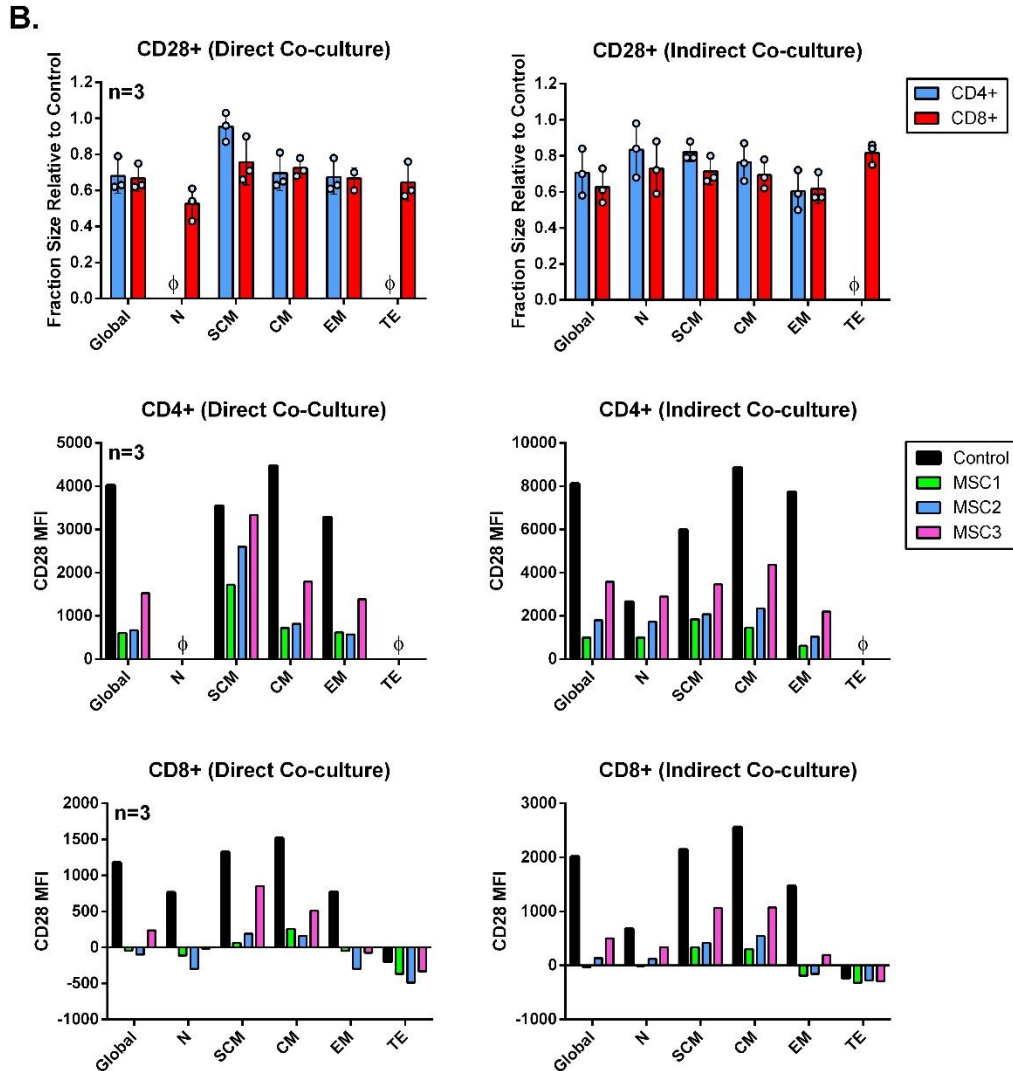 B.
CD28+ (Direct Co-culture)
Fraction Size Relative to Control
n=3
1.2
1.0
0.8
0.6
0.4
0.2
0.0
ϕ
ϕ
Global
N
SCM
CM
EM
TE
CD28+ (Indirect Co-culture)
Fraction Size Relative to Control
1.2
1.0
0.8
0.6
0.4
0.2
0.0
ϕ
Global
N
SCM
CM
EM
TE
CD4+
CD8+
CD4+ (Direct Co-Culture)
CD28 MFI
n=3
5000
4000
3000
2000
1000
0
ϕ
ϕ
Global
N
SCM
CM
EM
TE
CD4+ (Indirect Co-culture)
CD28 MFI
10000
8000
6000
4000
2000
0
ϕ
Global
N
SCM
CM
EM
TE
Control
MSC1
MSC2
MSC3
CD8+ (Direct Co-culture)
CD28 MFI
n=3
2000
1500
1000
500
0
-500
-1000
Global
N
SCM
CM
EM
TE
CD8+ (Indirect Co-culture)
CD28 MFI
3000
2000
1000
0
-1000
Global
N
SCM
CM
EM
TE